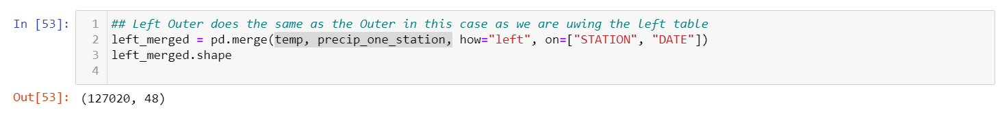 In [53]:
1 ## Left Outer does the same as the Outer in this case as we are uwing the left table
2 left_merged = pd.merge(temp, precip_one_station, how="left", on=["STATION", "DATE"])
3 left_merged.shape
4
Out[53]: (127020, 48)